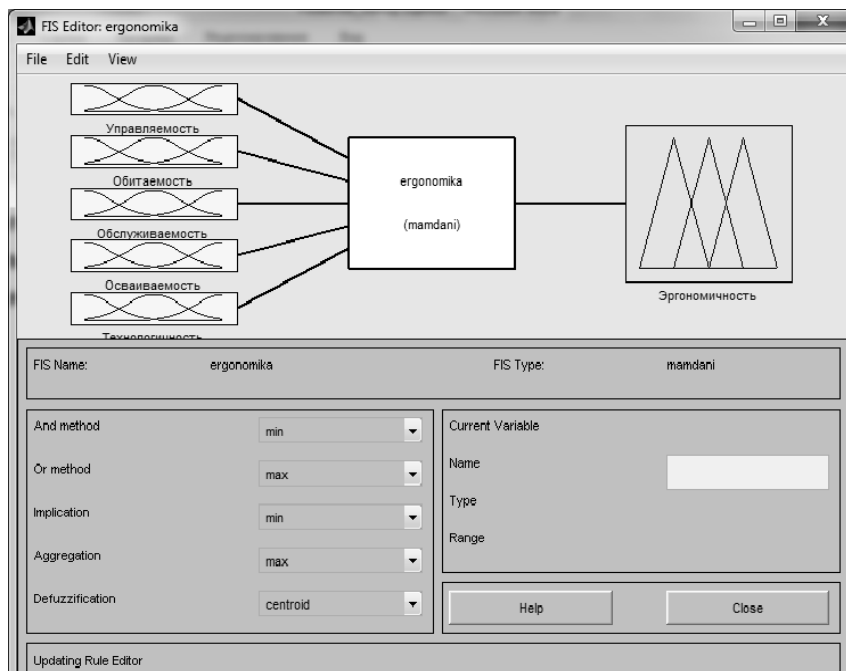 FIS Editor: ergonomika
File Edit View
Управляемость
Обитаемость
Обслуживаемость
Осваиваемость
Технологичность
ergonomika
(mamdani)
Эргономичность
FIS Name: ergonomika FIS Type: mamdani
And method min
Or method max
Implication min
Aggregation max
Defuzzification centroid
Current Variable
Name
Type
Range
Help Close
Updating Rule Editor